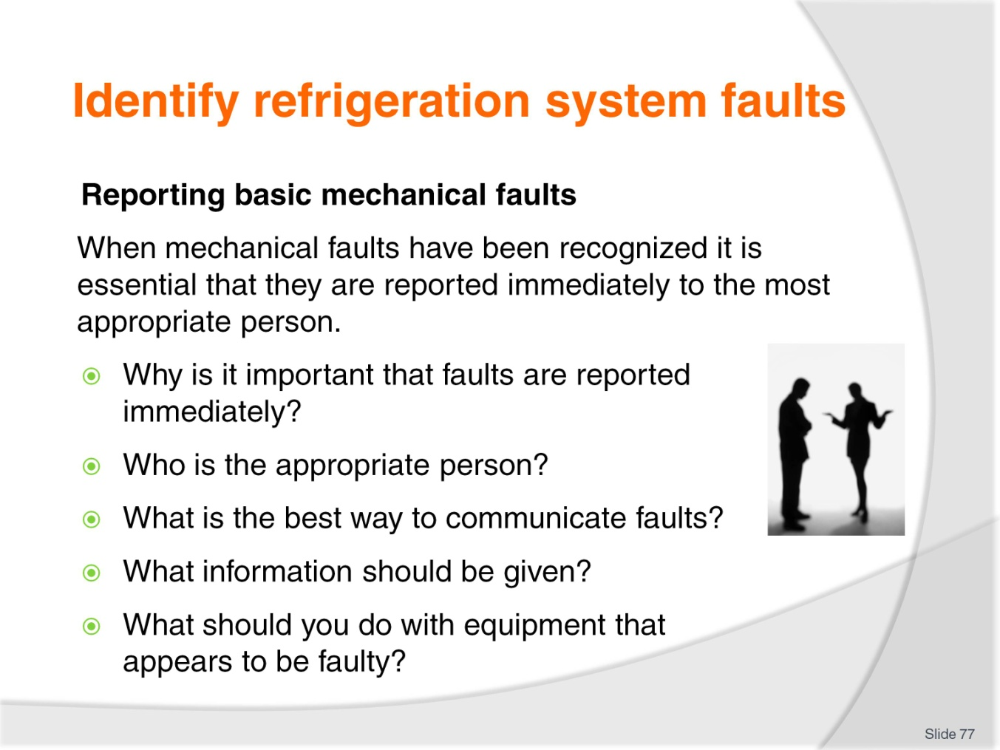 Identify refrigeration system faults
Reporting basic mechanical faults
When mechanical faults have been recognized it is
essential that they are reported immediately to the most
appropriate person.
Why is it important that faults are reported
immediately?
Who is the appropriate person?
What is the best way to communicate faults?
What information should be given?
What should you do with equipment that
appears to be faulty?
Slide 77